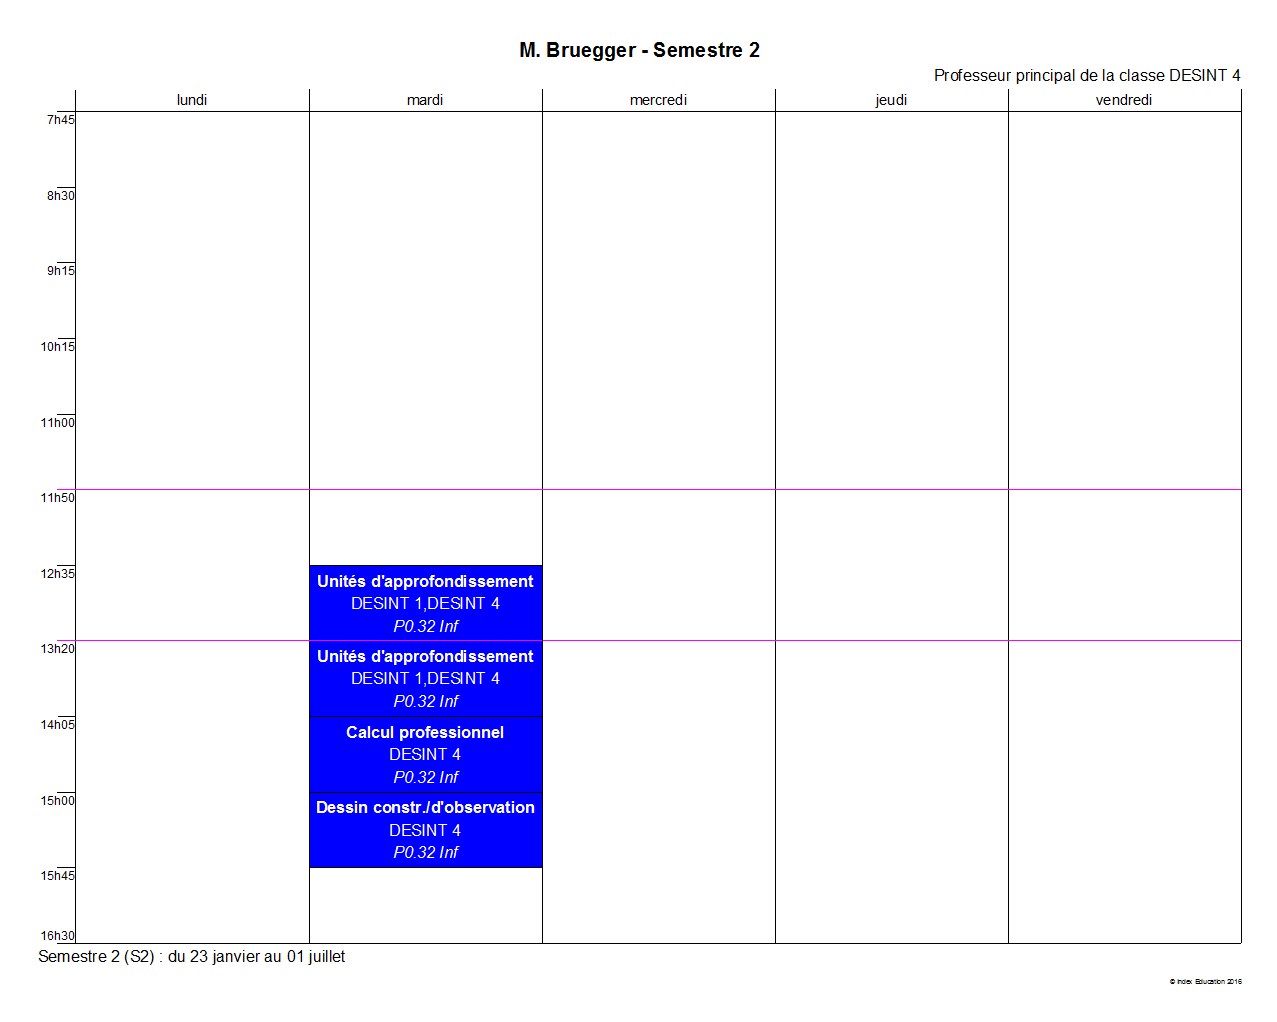 M. Bruegger - Semestre 2
Professeur principal de la classe DESINT 4
lundi mardi mercredi jeudi vendredi
7h45
8h30
9h15
10h15
11h00
11h50
12h35
Unités d'approfondissement
DESINT 1,DESINT 4
P0.32 Inf
13h20
Unités d'approfondissement
DESINT 1,DESINT 4
P0.32 Inf
14h05
Calcul professionnel
DESINT 4
P0.32 Inf
15h00
Dessin constr./d'observation
DESINT 4
P0.32 Inf
15h45
16h30
Semestre 2 (S2) : du 23 janvier au 01 juillet
© Index Education 2016